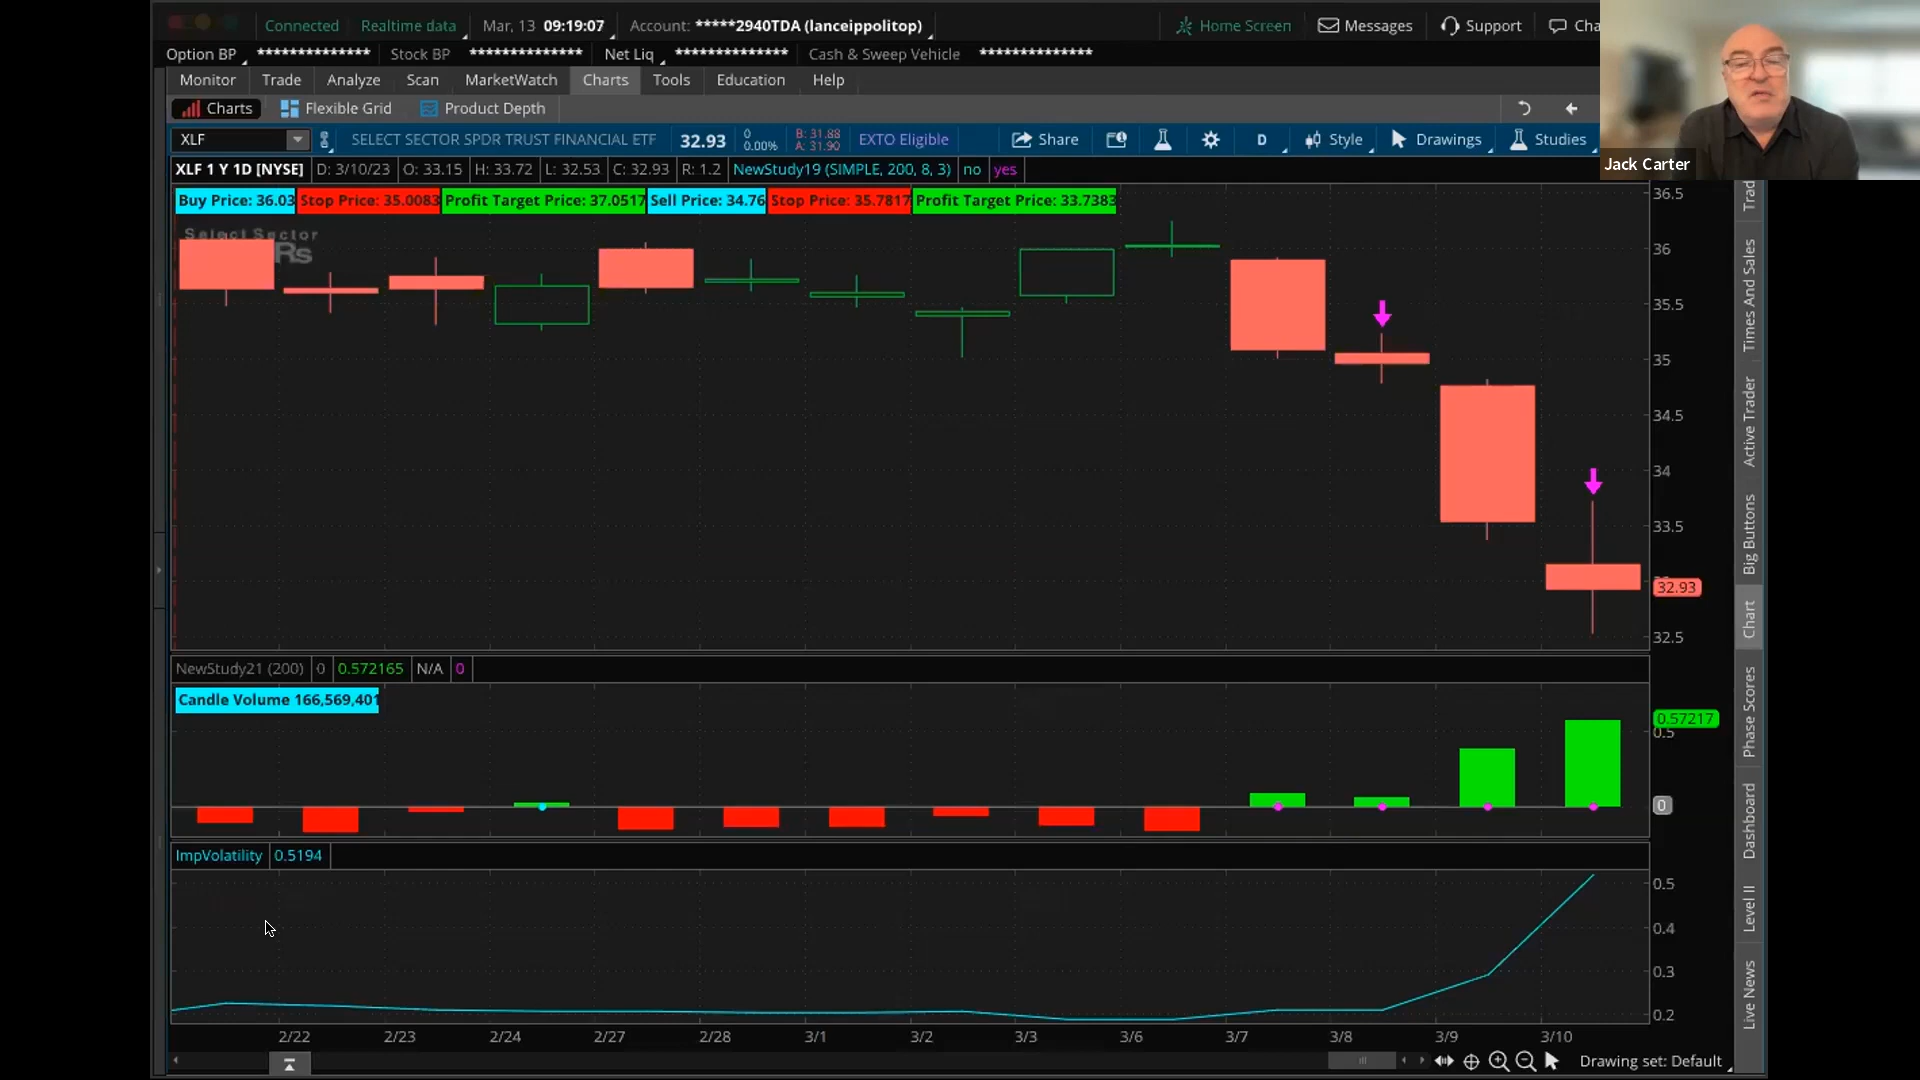 Connected Realtime data Mar, 13 09:19:07 Account: *****2940TDA (lanceippolitop) Home Screen Messages Support Cha
Option BP ************** Stock BP ************** Net Liq ************** Cash & Sweep Vehicle **************
Monitor Trade Analyze Scan MarketWatch Charts Tools Education Help
Charts Flexible Grid Product Depth
XLF SELECT SECTOR SPDR TRUST FINANCIAL ETF 32.93 0 0.00% B: 31.88 A: 31.90 EXTO Eligible Share D Style Drawings Studies
Jack Carter
XLF 1 Y 1D [NYSE] D: 3/10/23 O: 33.15 H: 33.72 L: 32.53 C: 32.93 R: 1.2 NewStudy19 (SIMPLE, 200, 8, 3) no yes
Buy Price: 36.03 Stop Price: 35.0083 Profit Target Price: 37.0517 Sell Price: 34.76 Stop Price: 35.7817 Profit Target Price: 33.7383
Select Sector
Rs
36.5
36
35.5
35
34.5
34
33.5
32.93
32.5
NewStudy21 (200) 0 0.572165 N/A 0
Candle Volume 166,569,401
0.57217
0.5
0
ImpVolatility 0.5194
0.5
0.4
0.3
0.2
2/22 2/23 2/24 2/27 2/28 3/1 3/2 3/3 3/6 3/7 3/8 3/9 3/10
Drawing set: Default
Trad
Times And Sales
Active Trader
Big Buttons
Chart
Phase Scores
Dashboard
Level II
Live News